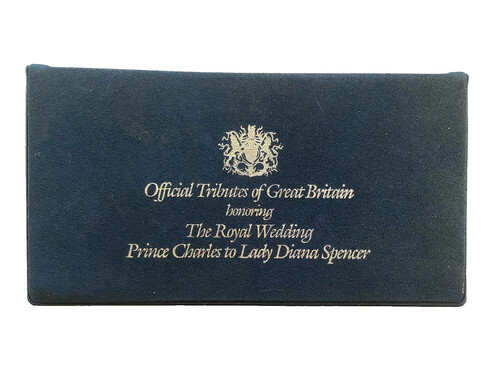 Official Tributes of Great Britain
honoring
The Royal Wedding
Prince Charles to Lady Diana Spencer